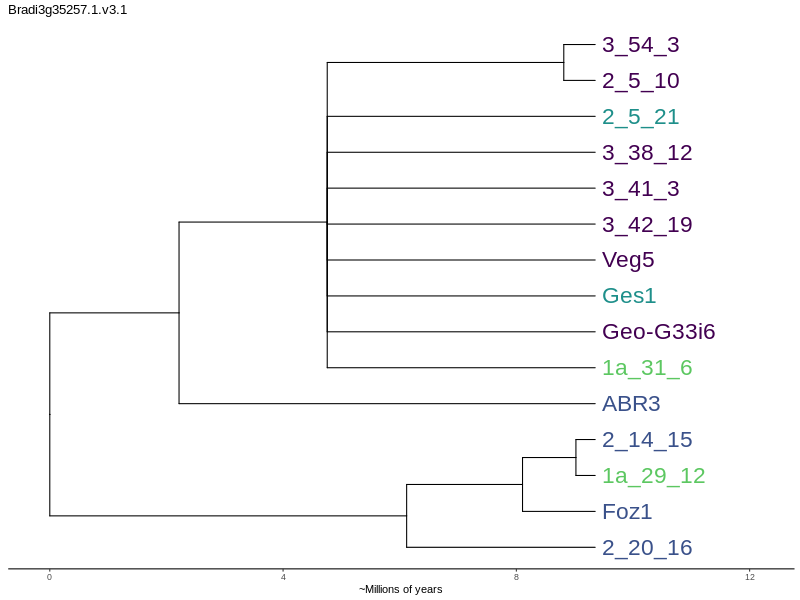 Bradi3g35257.1.v3.1
3_54_3
2_5_10
2_5_21
3_38_12
3_41_3
3_42_19
Veg5
Ges1
Geo-G33i6
1a_31_6
ABR3
2_14_15
1a_29_12
Foz1
2_20_16
0 4 8 12
~Millions of years